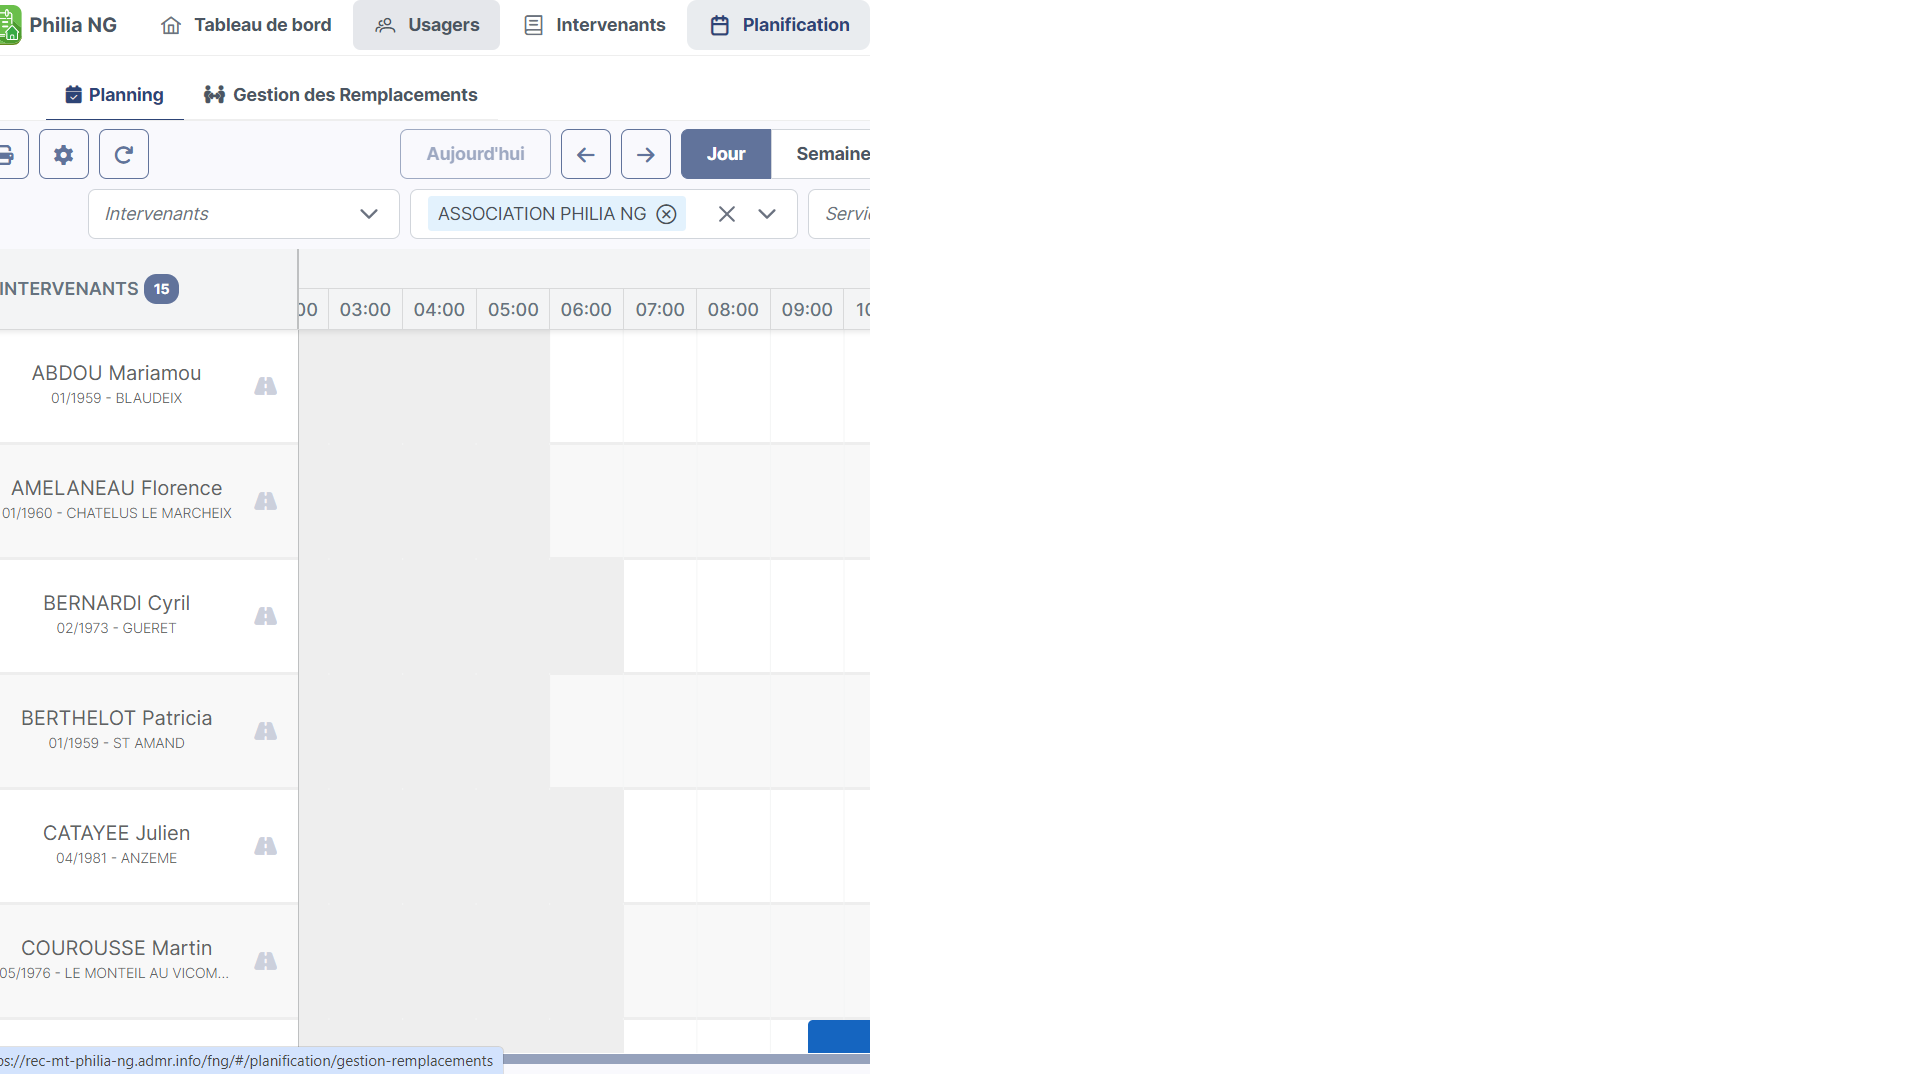 Philia NG Tableau de bord Usagers Intervenants Planification
Planning Gestion des Remplacements
Aujourd'hui Jour Semaine
Intervenants ASSOCIATION PHILIA NG Servi
INTERVENANTS 15
00 03:00 04:00 05:00 06:00 07:00 08:00 09:00 10
ABDOU Mariamou
01/1959 - BLAUDEIX
AMELANEAU Florence
01/1960 - CHATELUS LE MARCHEIX
BERNARDI Cyril
02/1973 - GUERET
BERTHELOT Patricia
01/1959 - ST AMAND
CATAYEE Julien
04/1981 - ANZEME
COUROUSSE Martin
05/1976 - LE MONTEIL AU VICOM...
ps://rec-mt-philia-ng.admr.info/fng/#/planification/gestion-remplacements